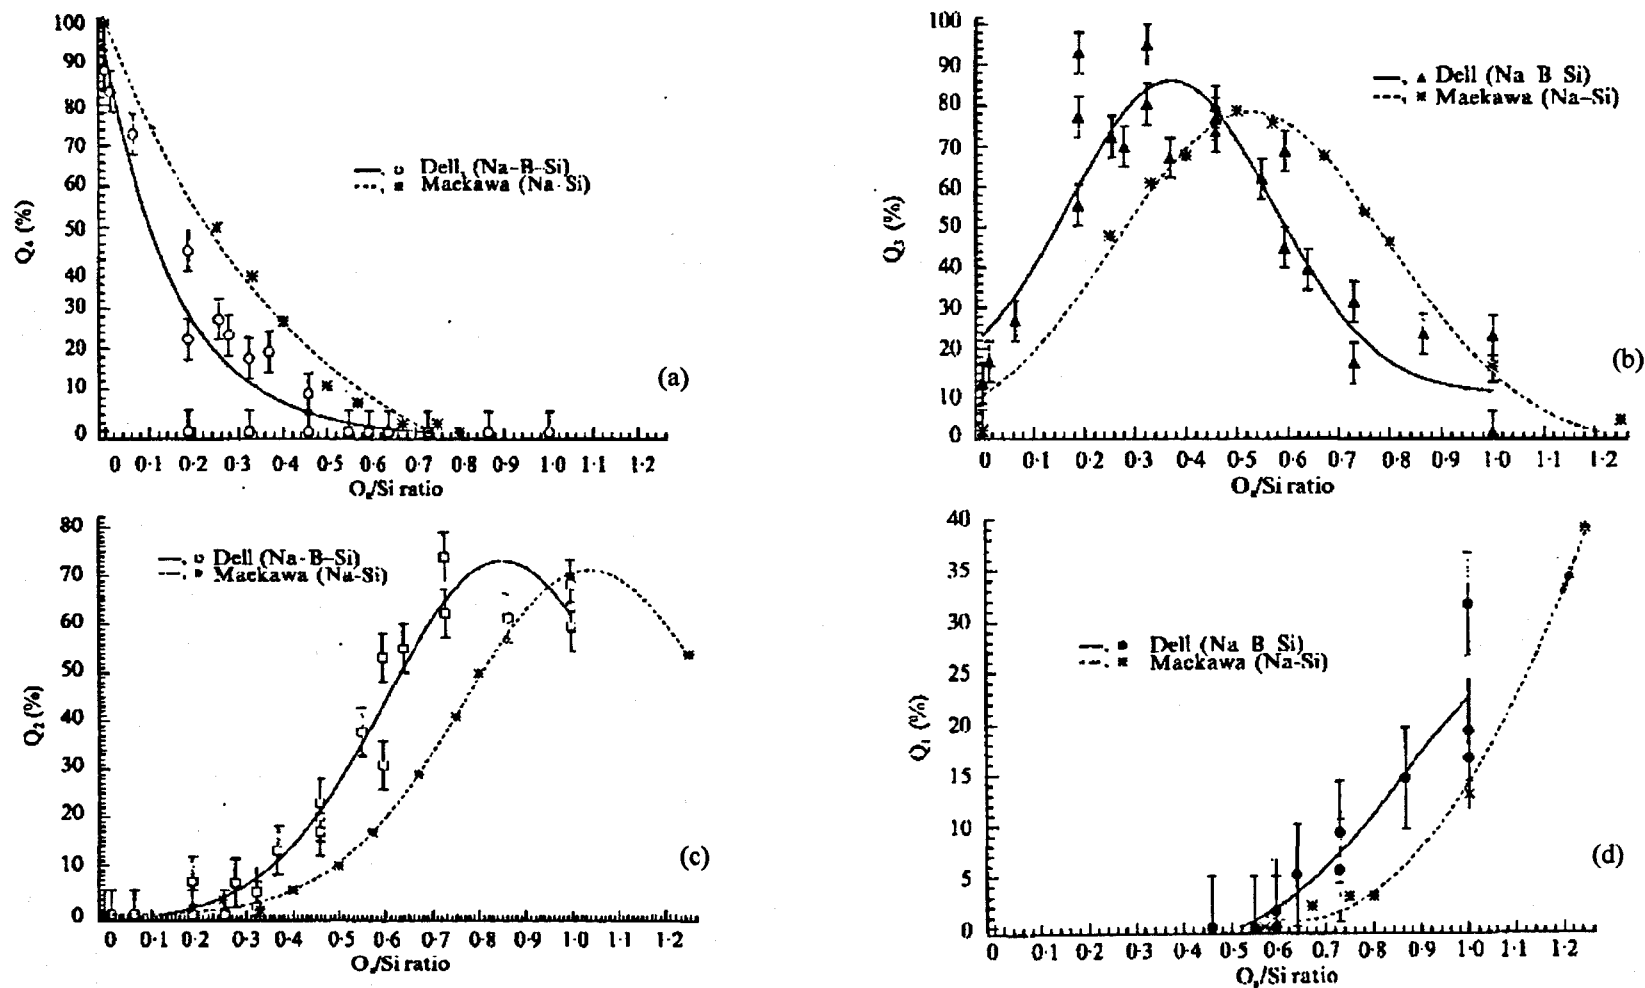 100
90
80
70
60
50
40
30
20
10
0
Q4 (%)
Dell, (Na-B-Si)
Maekawa (Na-Si)
(a)
0 0·1 0·2 0·3 0·4 0·5 0·6 0·7 0·8 0·9 1·0 1·1 1·2
/Si ratio
100
90
80
70
60
50
40
30
20
10
0
Q3 (%)
Dell (Na B Si)
Maekawa (Na–Si)
(b)
0 0·1 0·2 0·3 0·4 0·5 0·6 0·7 0·8 0·9 1·0 1·1 1·2
/Si ratio
80
70
60
50
40
30
20
10
0
Q2 (%)
Dell (Na-B–Si)
Maekawa (Na-Si)
(c)
0 0·1 0·2 0·3 0·4 0·5 0·6 0·7 0·8 0·9 1·0 1·1 1·2
/Si ratio
40
35
30
25
20
15
10
5
0
Q1 (%)
Dell (Na B Si)
Maekawa (Na-Si)
(d)
0 0·1 0·2 0·3 0·4 0·5 0·6 0·7 0·8 0·9 1·0 1·1 1·2
/Si ratio